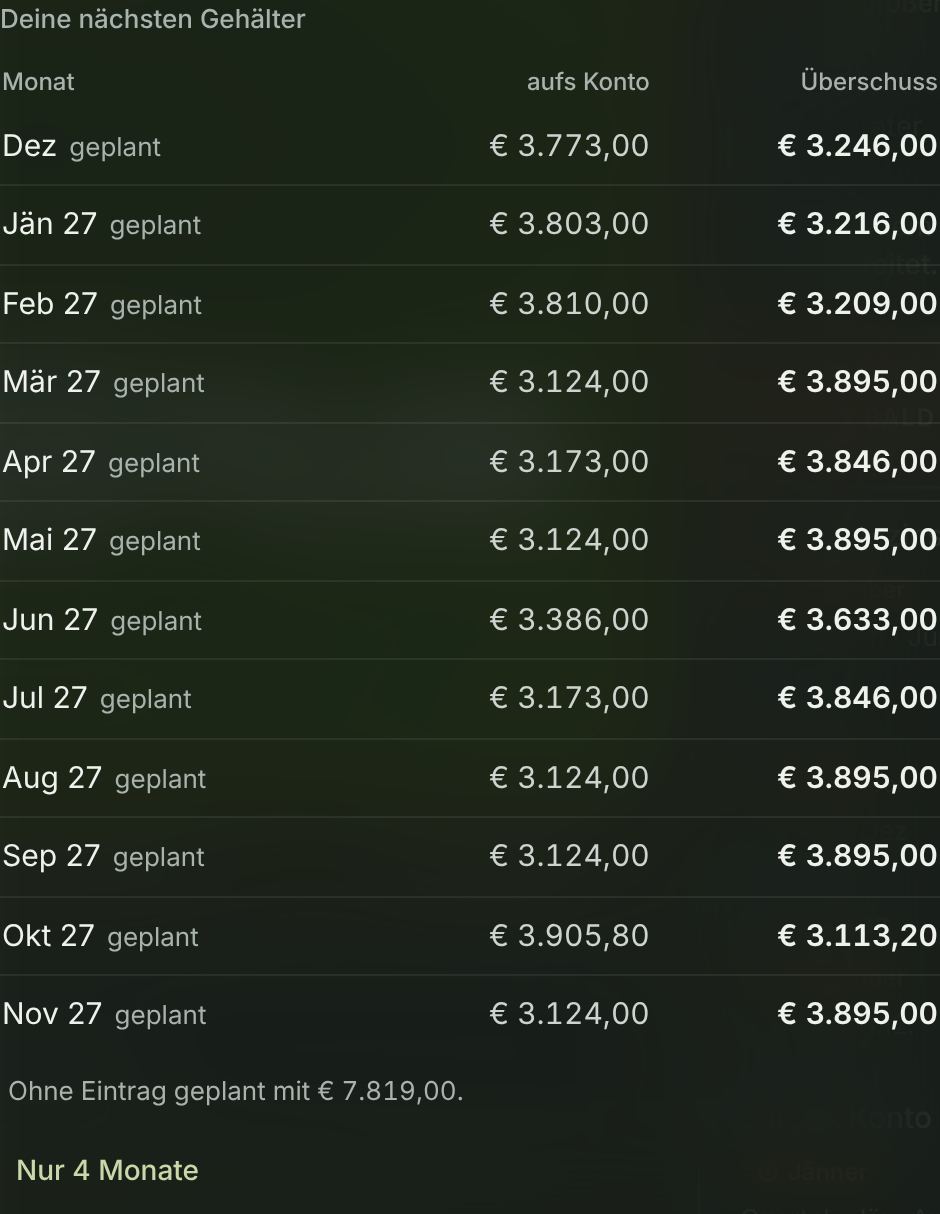 Deine nächsten Gehälter
Monat aufs Konto Überschuss
Dez geplant € 3.773,00 € 3.246,00
Jän 27 geplant € 3.803,00 € 3.216,00
Feb 27 geplant € 3.810,00 € 3.209,00
Mär 27 geplant € 3.124,00 € 3.895,00
Apr 27 geplant € 3.173,00 € 3.846,00
Mai 27 geplant € 3.124,00 € 3.895,00
Jun 27 geplant € 3.386,00 € 3.633,00
Jul 27 geplant € 3.173,00 € 3.846,00
Aug 27 geplant € 3.124,00 € 3.895,00
Sep 27 geplant € 3.124,00 € 3.895,00
Okt 27 geplant € 3.905,80 € 3.113,20
Nov 27 geplant € 3.124,00 € 3.895,00
Ohne Eintrag geplant mit € 7.819,00.
Konto
Nur 4 Monate
Jänner